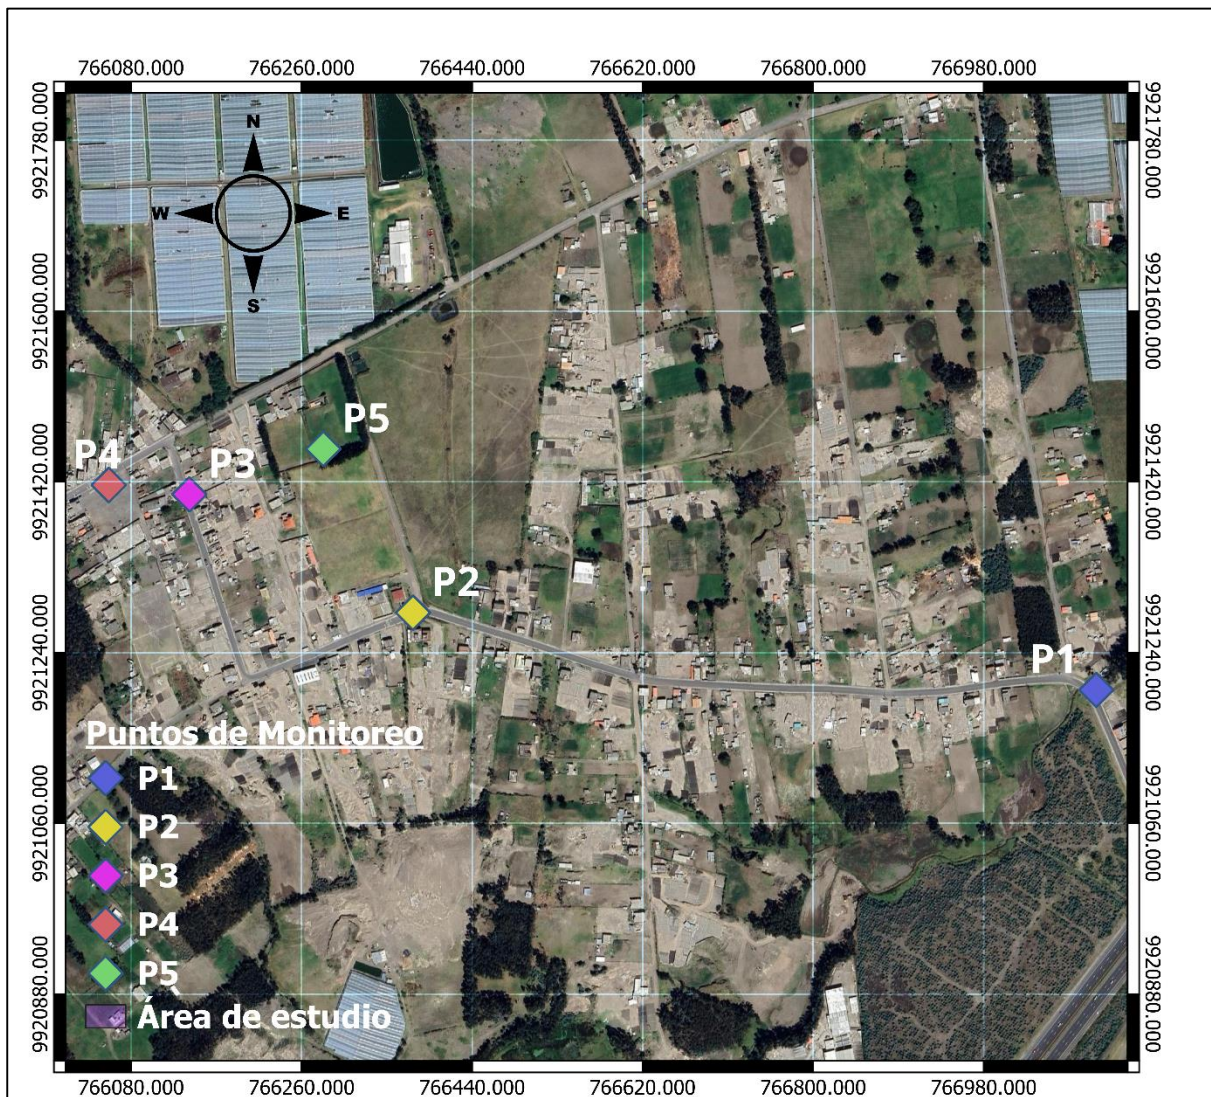 766080.000 766260.000 766440.000 766620.000 766800.000 766980.000
9921780.000 9921780.000
N
W E
S
9921600.000 9921600.000
P5
P4 P3
9921420.000 9921420.000
P2
9921240.000 9921240.000
P1
Puntos de Monitoreo
P1
9921060.000 9921060.000
P2
P3
P4
P5
9920880.000 9920880.000
Área de estudio
766080.000 766260.000 766440.000 766620.000 766800.000 766980.000